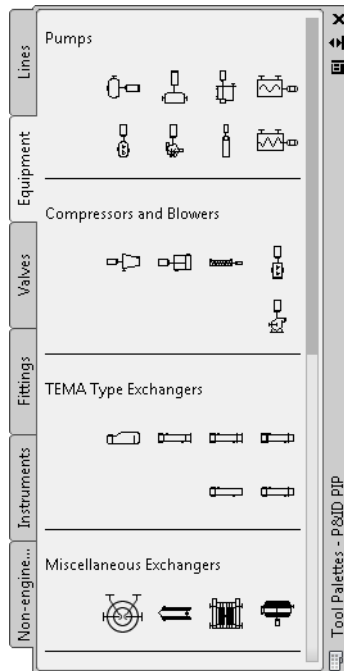 Lines
Equipment
Valves
Fittings
Instruments
Non-engine...
Pumps
Compressors and Blowers
TEMA Type Exchangers
Miscellaneous Exchangers
Tool Palettes - P&ID PIP